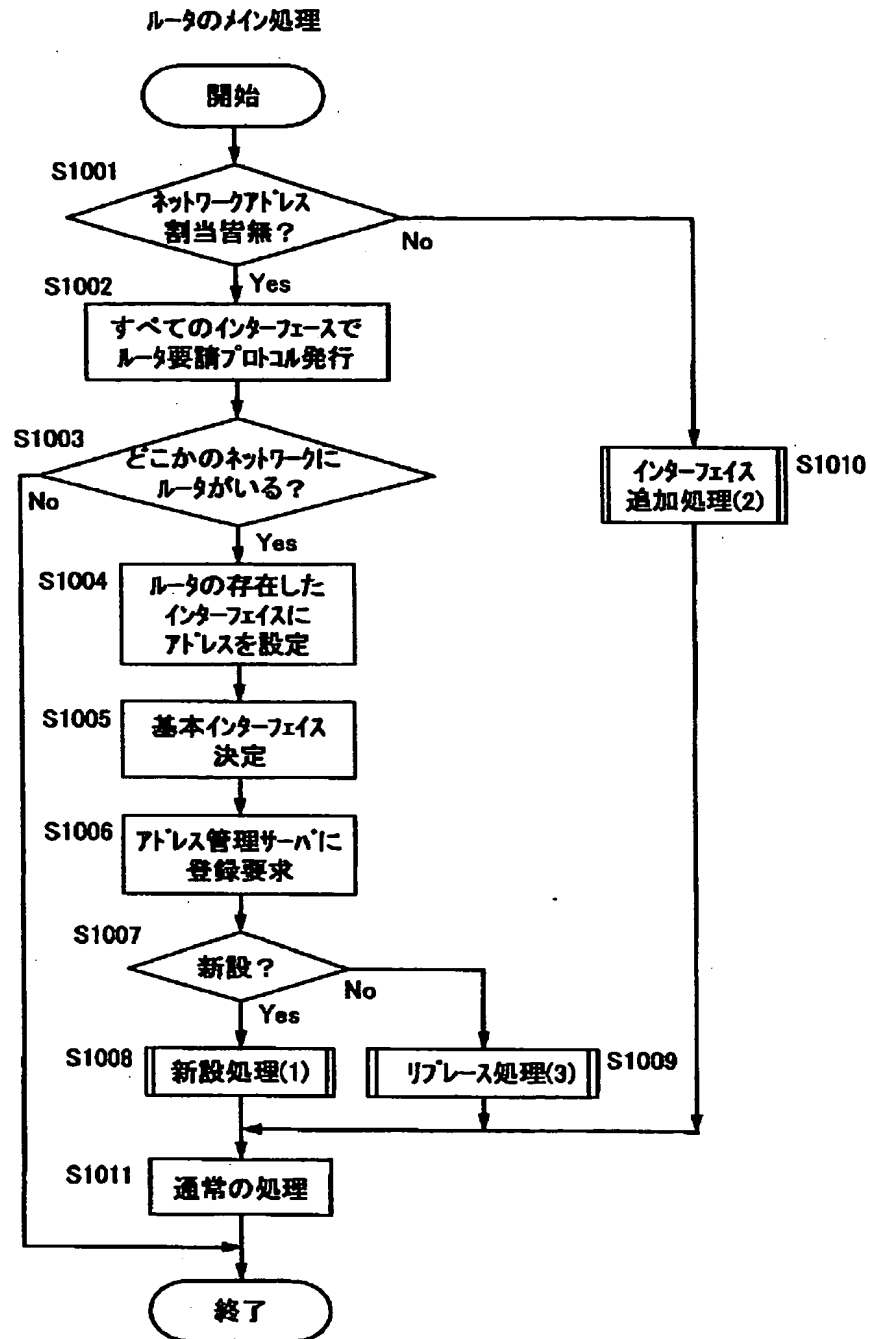 ルータのメイン処理
開始
S1001
ネットワークアドレス
割当皆無？
No
Yes
S1002
すべてのインターフェースで
ルータ要請プロトコル発行
S1003
どこかのネットワークに
ルータがいる？
No
Yes
S1010
インターフェイス
追加処理(2)
S1004
ルータの存在した
インターフェイスに
アドレスを設定
S1005
基本インターフェイス
決定
S1006
アドレス管理サーバに
登録要求
S1007
新設？
No
Yes
S1008
新設処理(1)
リプレース処理(3)
S1009
S1011
通常の処理
終了